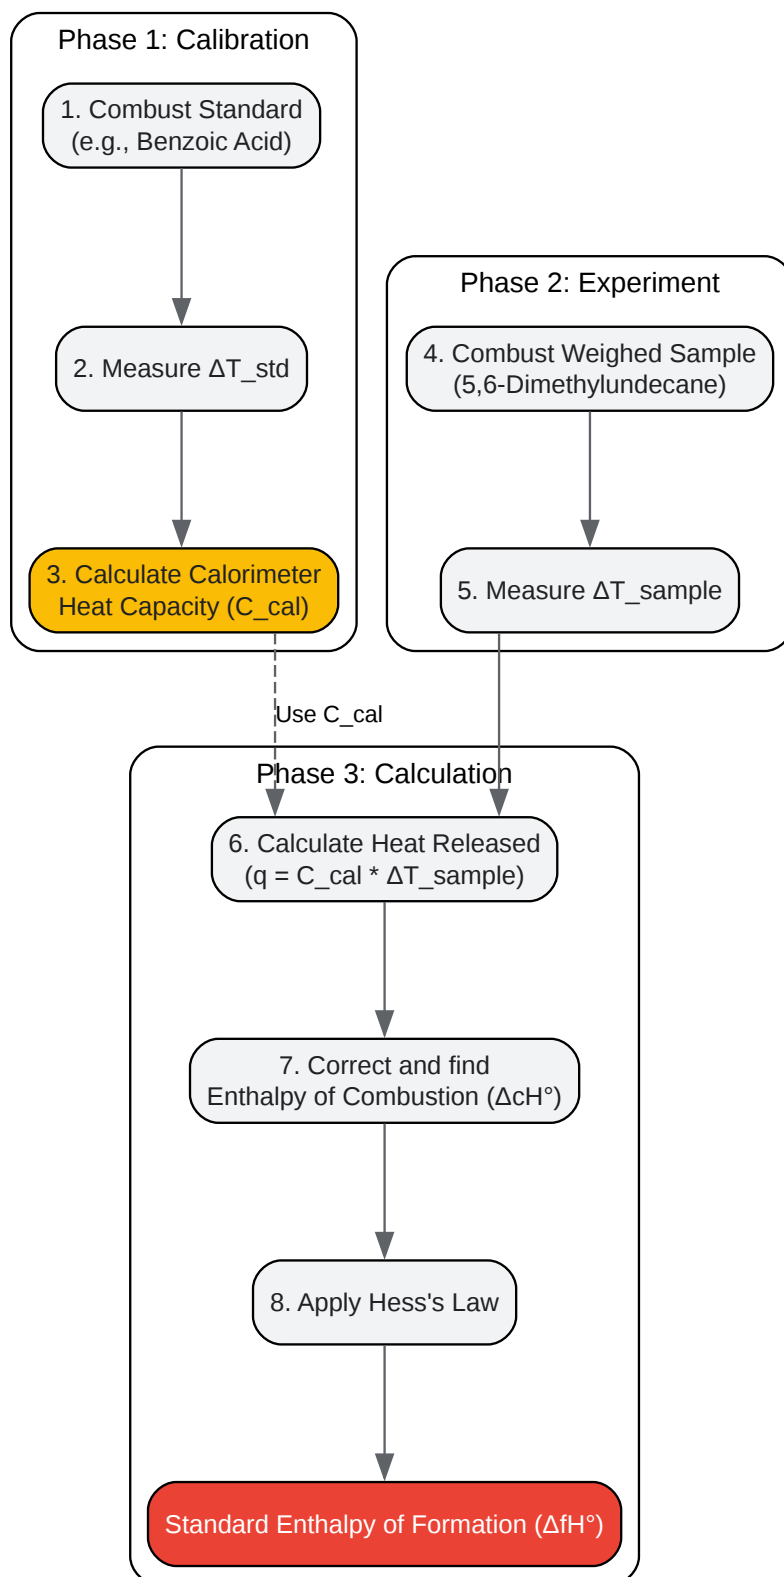 Phase 1: Calibration
1. Combust Standard
(e.g., Benzoic Acid)
2. Measure ΔT_std
3. Calculate Calorimeter
Heat Capacity (C_cal)
Phase 2: Experiment
4. Combust Weighed Sample
(5,6-Dimethylundecane)
5. Measure ΔT_sample
Use C_cal
Phase 3: Calculation
6. Calculate Heat Released
(q = C_cal * ΔT_sample)
7. Correct and find
Enthalpy of Combustion (ΔcH°)
8. Apply Hess's Law
Standard Enthalpy of Formation (ΔfH°)